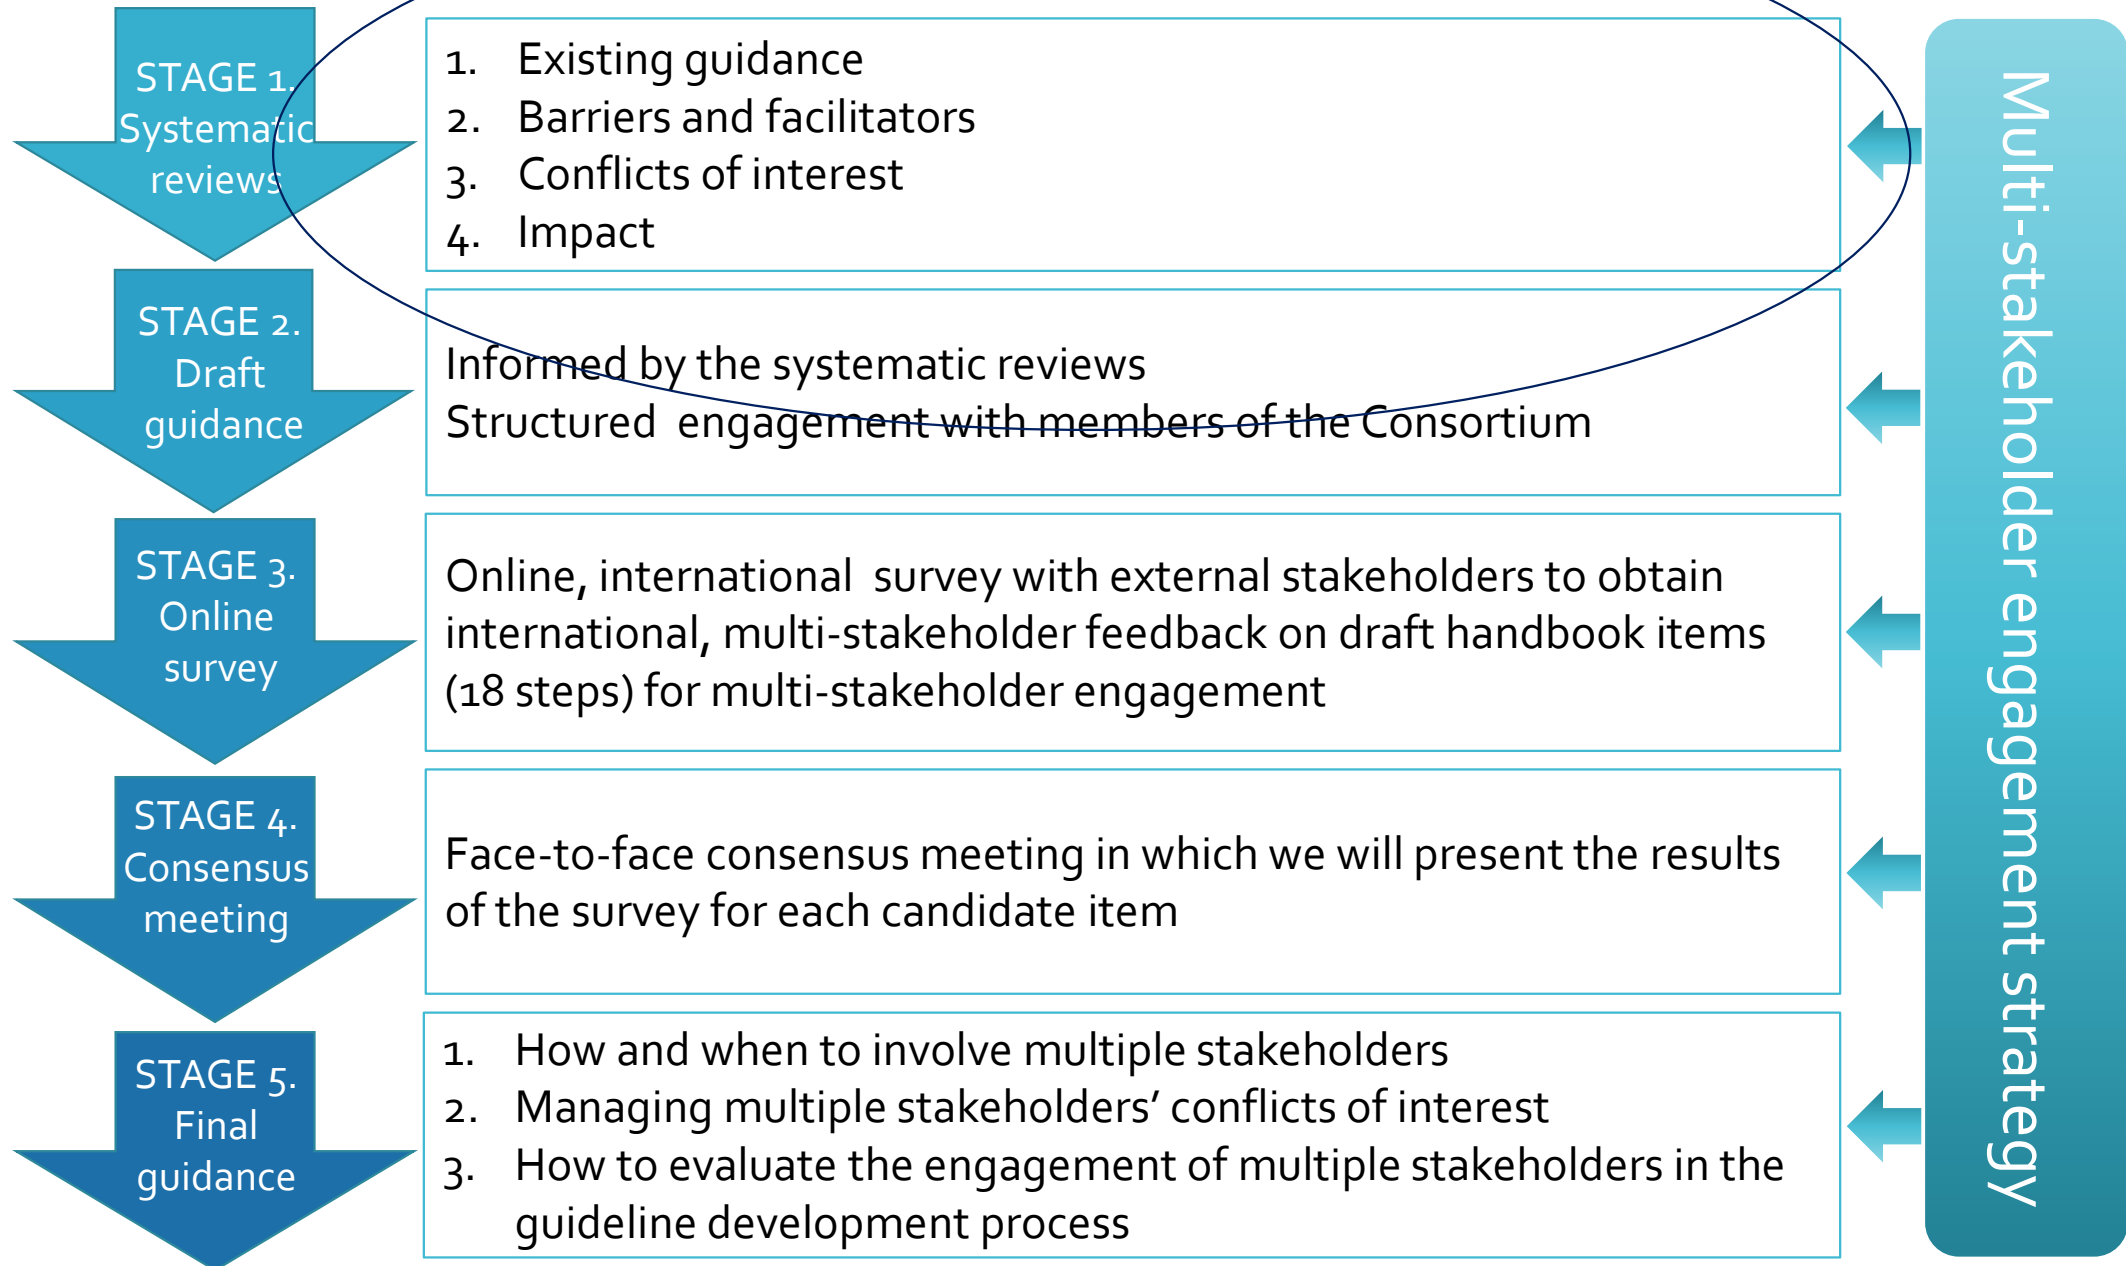 STAGE 1.
Systematic
reviews
1. Existing guidance
2. Barriers and facilitators
3. Conflicts of interest
4. Impact
STAGE 2.
Draft
guidance
Informed by the systematic reviews
Structured engagement with members of the Consortium
STAGE 3.
Online
survey
Online, international survey with external stakeholders to obtain
international, multi-stakeholder feedback on draft handbook items
(18 steps) for multi-stakeholder engagement
STAGE 4.
Consensus
meeting
Face-to-face consensus meeting in which we will present the results
of the survey for each candidate item
STAGE 5.
Final
guidance
1. How and when to involve multiple stakeholders
2. Managing multiple stakeholders’ conflicts of interest
3. How to evaluate the engagement of multiple stakeholders in the
guideline development process
Multi-stakeholder engagement strategy